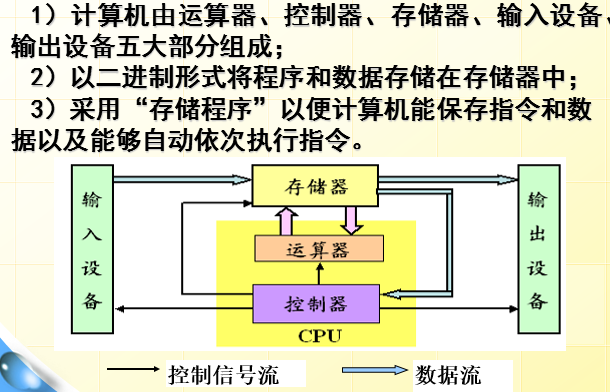 1）计算机由运算器、控制器、存储器、输入设备、
输出设备五大部分组成；
2）以二进制形式将程序和数据存储在存储器中；
3）采用“存储程序”以便计算机能保存指令和数
据以及能够自动依次执行指令。
输入设备
存储器
运算器
控制器
CPU
输出设备
控制信号流
数据流